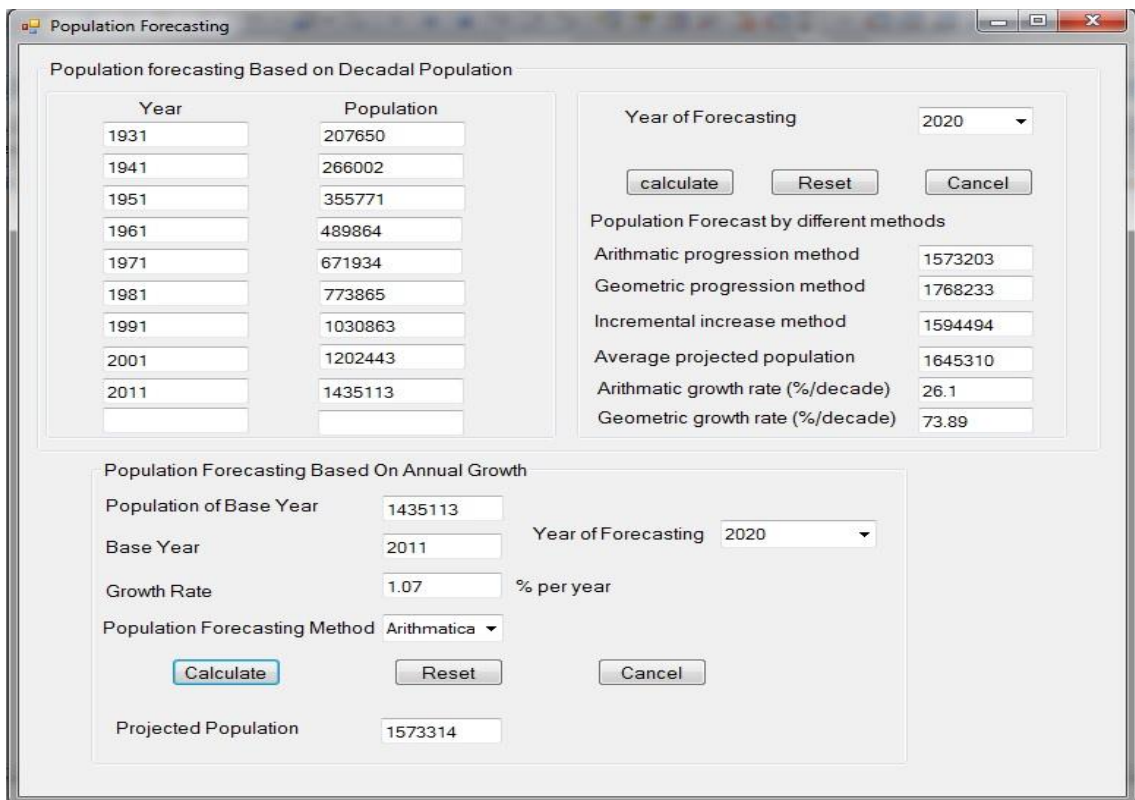 Population Forecasting
Population forecasting Based on Decadal Population
Year Population
1931 207650
1941 266002
1951 355771
1961 489864
1971 671934
1981 773865
1991 1030863
2001 1202443
2011 1435113
Year of Forecasting 2020
calculate Reset Cancel
Population Forecast by different methods
Arithmatic progression method 1573203
Geometric progression method 1768233
Incremental increase method 1594494
Average projected population 1645310
Arithmatic growth rate (%/decade) 26.1
Geometric growth rate (%/decade) 73.89
Population Forecasting Based On Annual Growth
Population of Base Year 1435113
Year of Forecasting 2020
Base Year 2011
Growth Rate 1.07 % per year
Population Forecasting Method Arithmatica
Calculate Reset Cancel
Projected Population 1573314